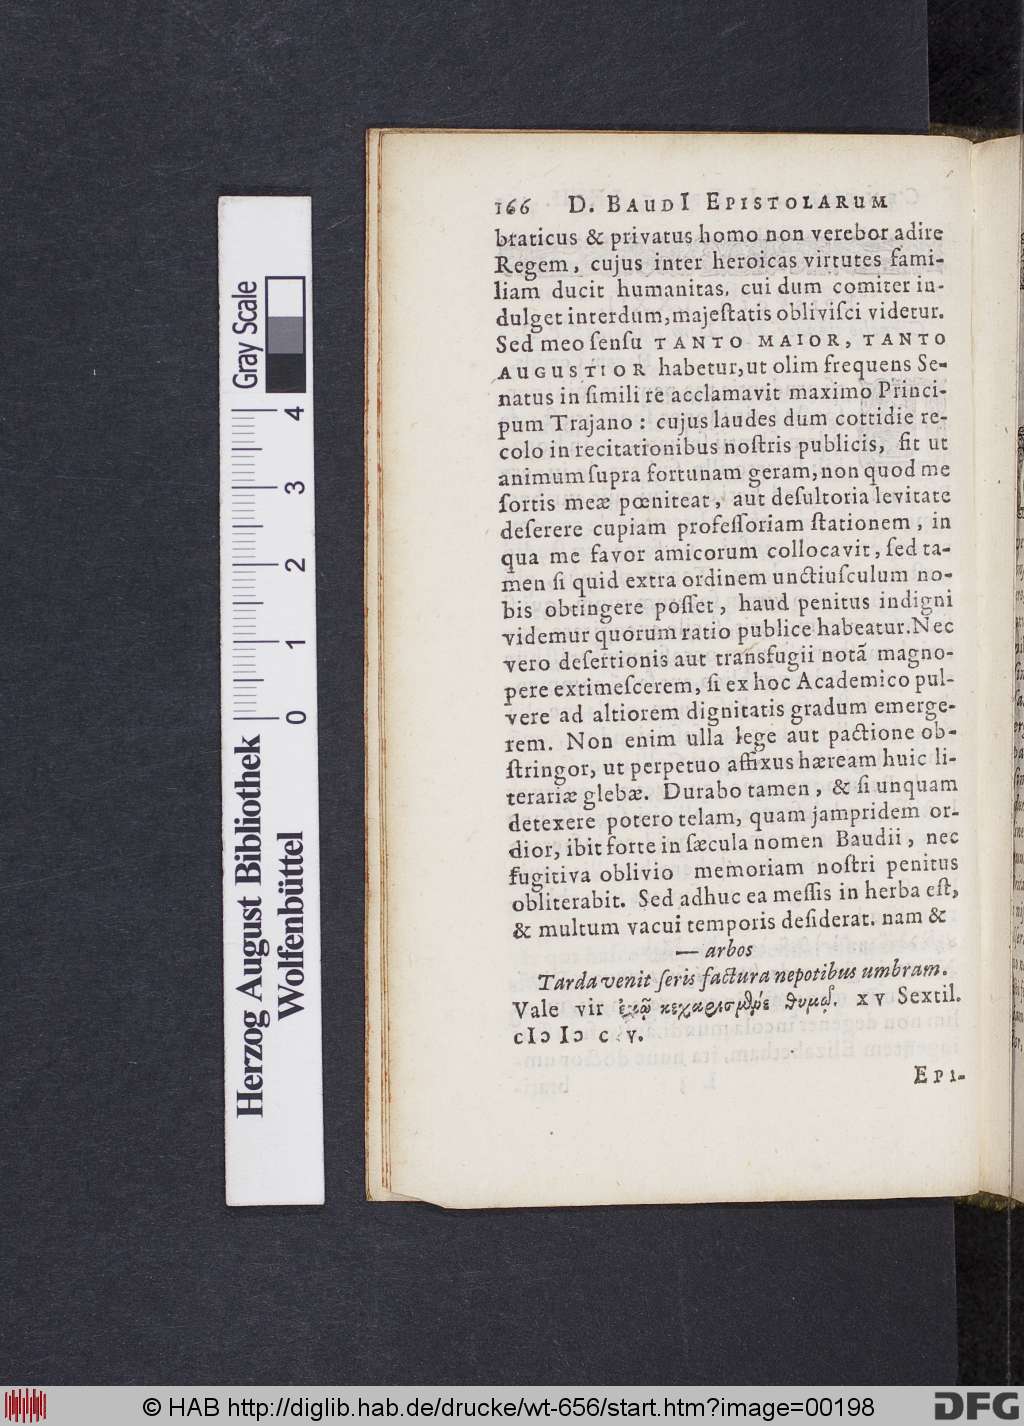 166 D. BAUDI EPISTOLARUM
braticus & privatus homo non verebor adire
Regem, cujus inter heroicas virtutes fami-
liam ducit humanitas, cui dum comiter in-
dulget interdum, majeſtatis obliviſci videtur.
Sed meo ſenſu TANTO MAIOR, TANTO
AUGUSTIOR habetur, ut olim frequens Se-
natus in ſimili re acclamavit maximo Princi-
pum Trajano : cujus laudes dum cottidie re-
colo in recitationibus noſtris publicis, fit ut
animum ſupra fortunam geram, non quod me
ſortis meæ pœniteat, aut deſultoria levitate
deſerere cupiam profeſſoriam ſtationem, in
qua me favor amicorum collocavit, ſed ta-
men ſi quid extra ordinem unctiuſculum no-
bis obtingere poſſet, haud penitus indigni
videmur quorum ratio publice habeatur. Nec
vero deſertionis aut transfugii notā magno-
pere extimeſcerem, ſi ex hoc Academico pul-
vere ad altiorem dignitatis gradum emerge-
rem. Non enim ulla lege aut pactione ob-
ſtringor, ut perpetuo affixus hæream huic li-
terariæ glebæ. Durabo tamen, & ſi unquam
detexere potero telam, quam jampridem or-
dior, ibit forte in ſæcula nomen Baudii, nec
fugitiva oblivio memoriam noſtri penitus
obliterabit. Sed adhuc ea meſſis in herba eſt,
& multum vacui temporis deſiderat. nam &
— arbos
Tarda venit ſeris factura nepotibus umbram.
Vale vir ἐμῷ κεχαρισμθύε θυμῷ. XV Sextil.
cIↄ Iↄ c v.
EPI-
Herzog August Bibliothek
Wolfenbüttel
0 1 2 3 4
Gray Scale
© HAB http://diglib.hab.de/drucke/wt-656/start.htm?image=00198
DFG